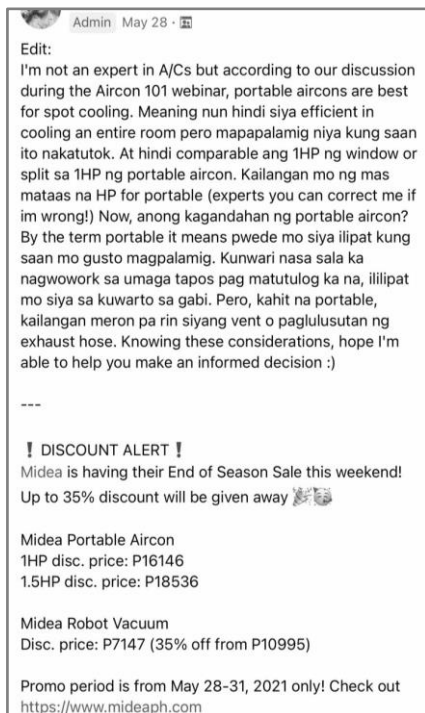 Admin May 28 ·
Edit:
I'm not an expert in A/Cs but according to our discussion
during the Aircon 101 webinar, portable aircons are best
for spot cooling. Meaning nun hindi siya efficient in
cooling an entire room pero mapapalamig niya kung saan
ito nakatutok. At hindi comparable ang 1HP ng window or
split sa 1HP ng portable aircon. Kailangan mo ng mas
mataas na HP for portable (experts you can correct me if
im wrong!) Now, anong kagandahan ng portable aircon?
By the term portable it means pwede mo siya ilipat kung
saan mo gusto magpalamig. Kunwari nasa sala ka
nagwowork sa umaga tapos pag matutulog ka na, ililipat
mo siya sa kuwarto sa gabi. Pero, kahit na portable,
kailangan meron pa rin siyang vent o paglulusutan ng
exhaust hose. Knowing these considerations, hope I'm
able to help you make an informed decision :)
---
❗ DISCOUNT ALERT ❗
Midea is having their End of Season Sale this weekend!
Up to 35% discount will be given away 🎉🥳
Midea Portable Aircon
1HP disc. price: P16146
1.5HP disc. price: P18536
Midea Robot Vacuum
Disc. price: P7147 (35% off from P10995)
Promo period is from May 28-31, 2021 only! Check out
https://www.mideaph.com